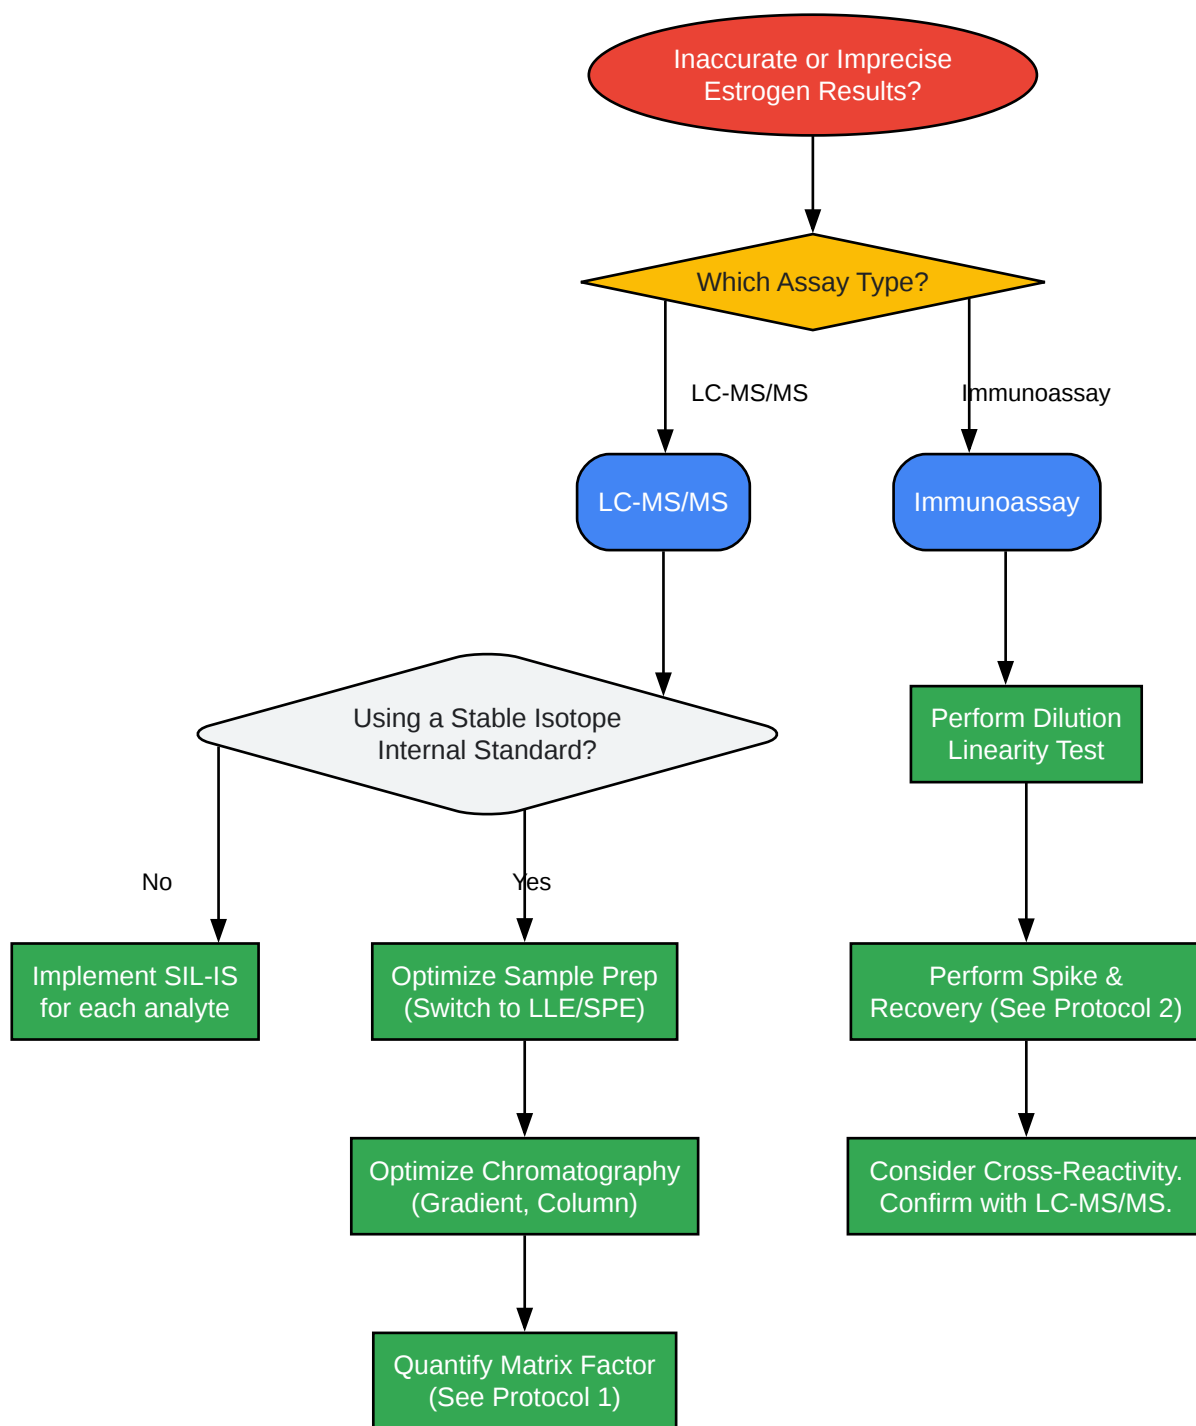 Inaccurate or Imprecise
Estrogen Results?
Which Assay Type?
LC-MS/MS
Immunoassay
LC-MS/MS
Immunoassay
Using a Stable Isotope
Internal Standard?
Perform Dilution
Linearity Test
No
Yes
Implement SIL-IS
for each analyte
Optimize Sample Prep
(Switch to LLE/SPE)
Perform Spike &
Recovery (See Protocol 2)
Optimize Chromatography
(Gradient, Column)
Consider Cross-Reactivity.
Confirm with LC-MS/MS.
Quantify Matrix Factor
(See Protocol 1)